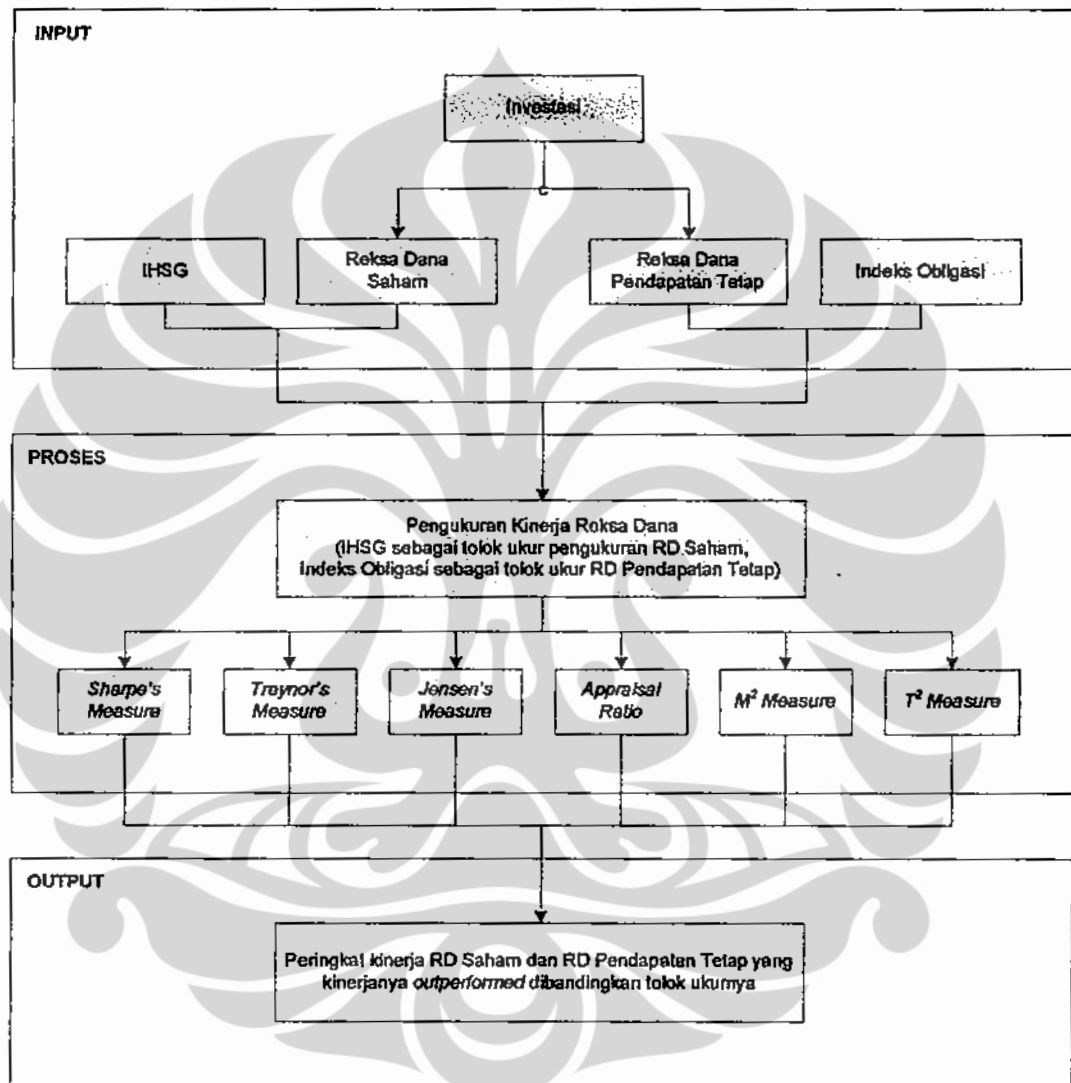 INPUT
Investasi
IHSG
Reksa Dana
Saham
Reksa Dana
Pendapatan Tetap
Indeks Obligasi
PROSES
Pengukuran Kinerja Reksa Dana
(IHSG sebagai tolok ukur pengukuran RD Saham,
Indeks Obligasi sebagai tolok ukur RD Pendapatan Tetap)
Sharpe's
Measure
Treynor's
Measure
Jensen's
Measure
Appraisal
Ratio
M² Measure
T² Measure
OUTPUT
Peringkat kinerja RD Saham dan RD Pendapatan Tetap yang
kinerjanya outperformed dibandingkan tolok ukurnya